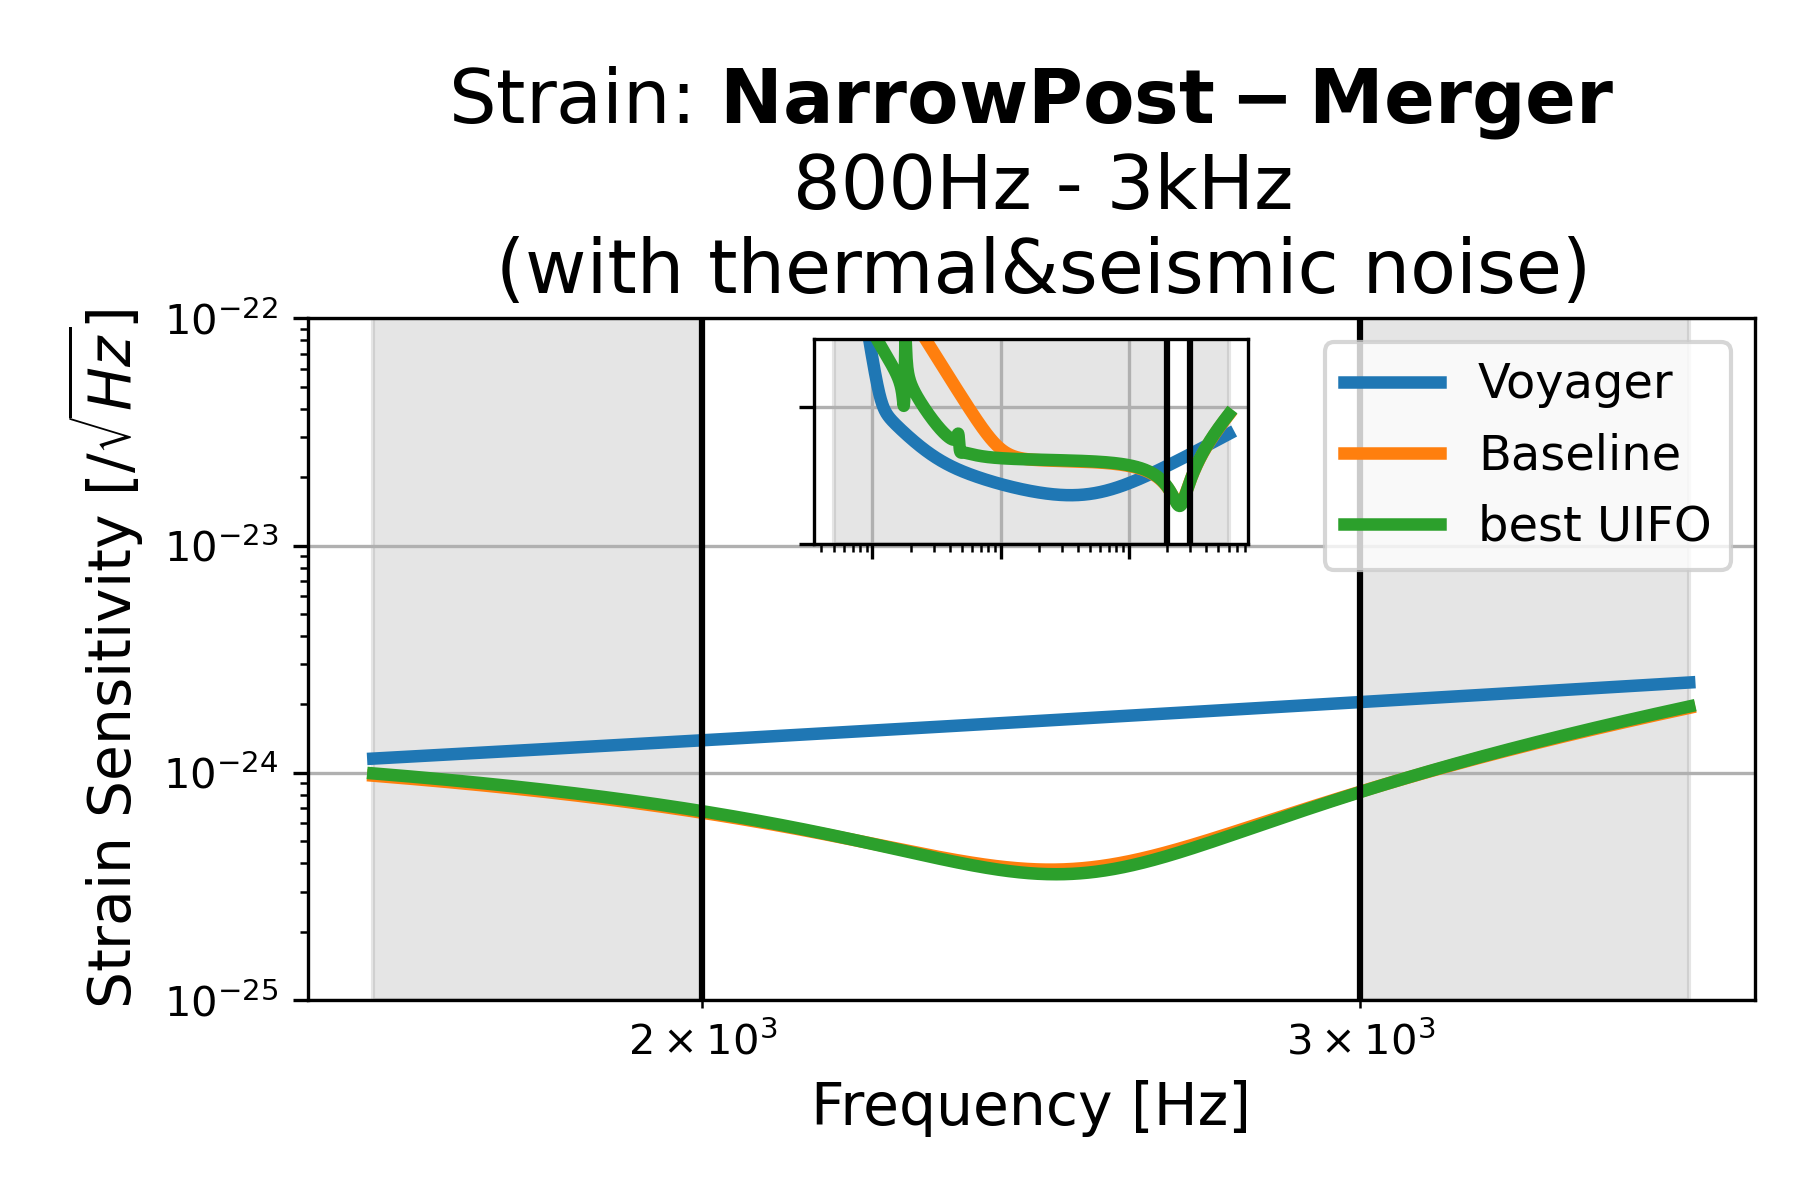 Strain: NarrowPost − Merger
800Hz - 3kHz
(with thermal&seismic noise)
Strain Sensitivity [/√Hz]
10⁻²²
10⁻²³
10⁻²⁴
10⁻²⁵
Voyager
Baseline
best UIFO
2 × 10³
3 × 10³
Frequency [Hz]